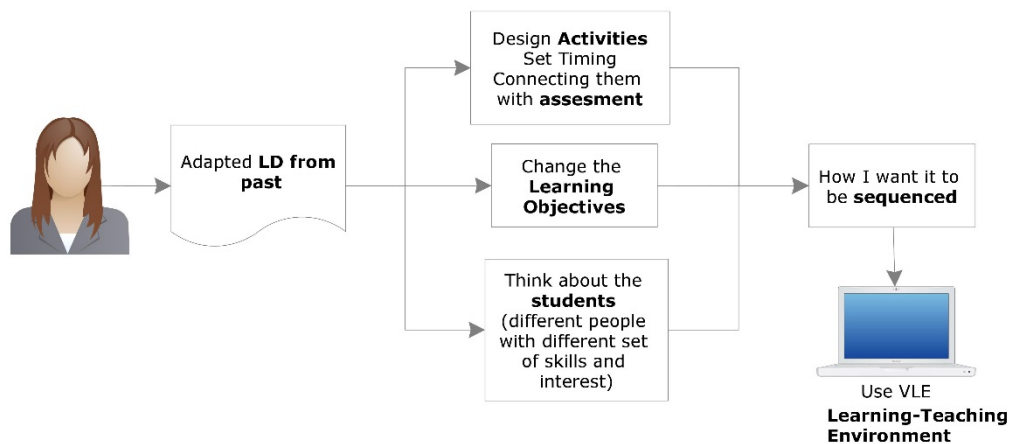 Adapted LD from
past
Design Activities
Set Timing
Connecting them
with assesment
Change the
Learning
Objectives
Think about the
students
(different people
with different set
of skills and
interest)
How I want it to
be sequenced
Use VLE
Learning-Teaching
Environment